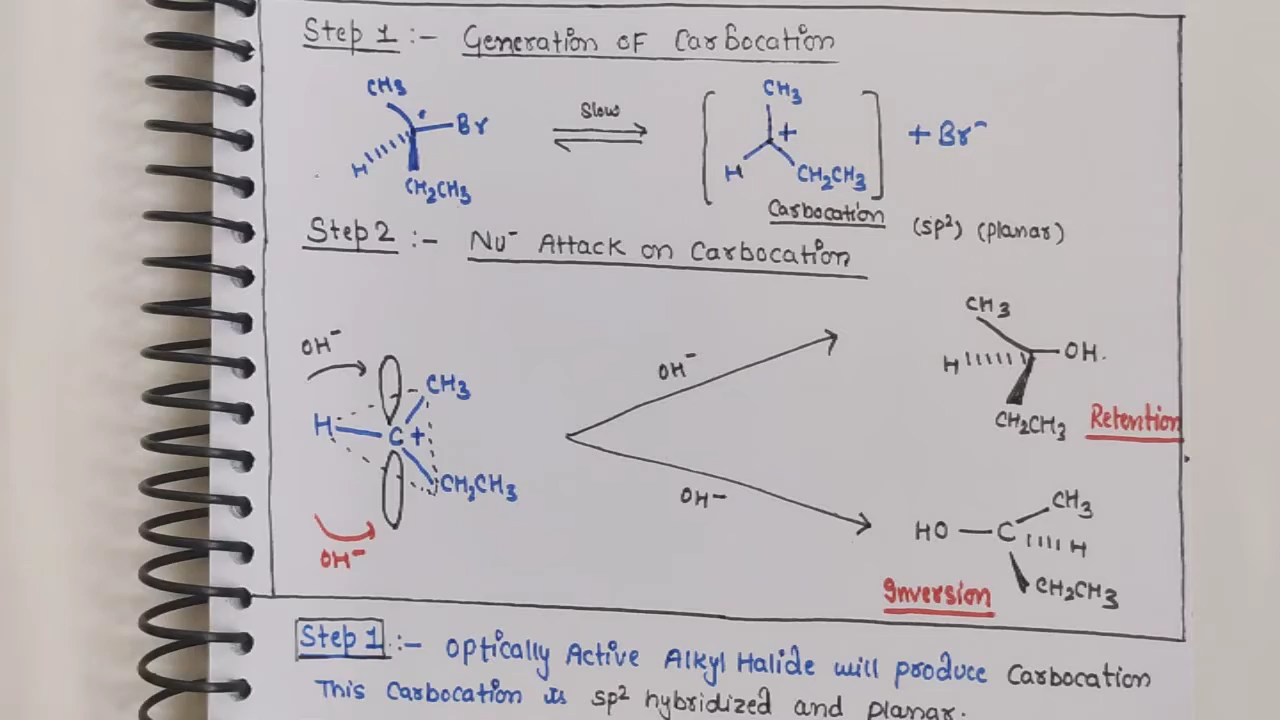 Step 1 :- Generation of Carbocation
CH3
Br
H
CH2CH3
Slow
CH3
+
H
CH2CH3
+ Br-
Carbocation (sp²) (planar)
Step 2 :- Nu- Attack on Carbocation
OH-
H C + CH3
CH2CH3
OH-
OH-
CH3
H OH.
CH2CH3 Retention
OH-
HO C CH3
H
CH2CH3
Inversion
Step 1 :- Optically Active Alkyl Halide will produce Carbocation
This Carbocation is sp² hybridized and planar.